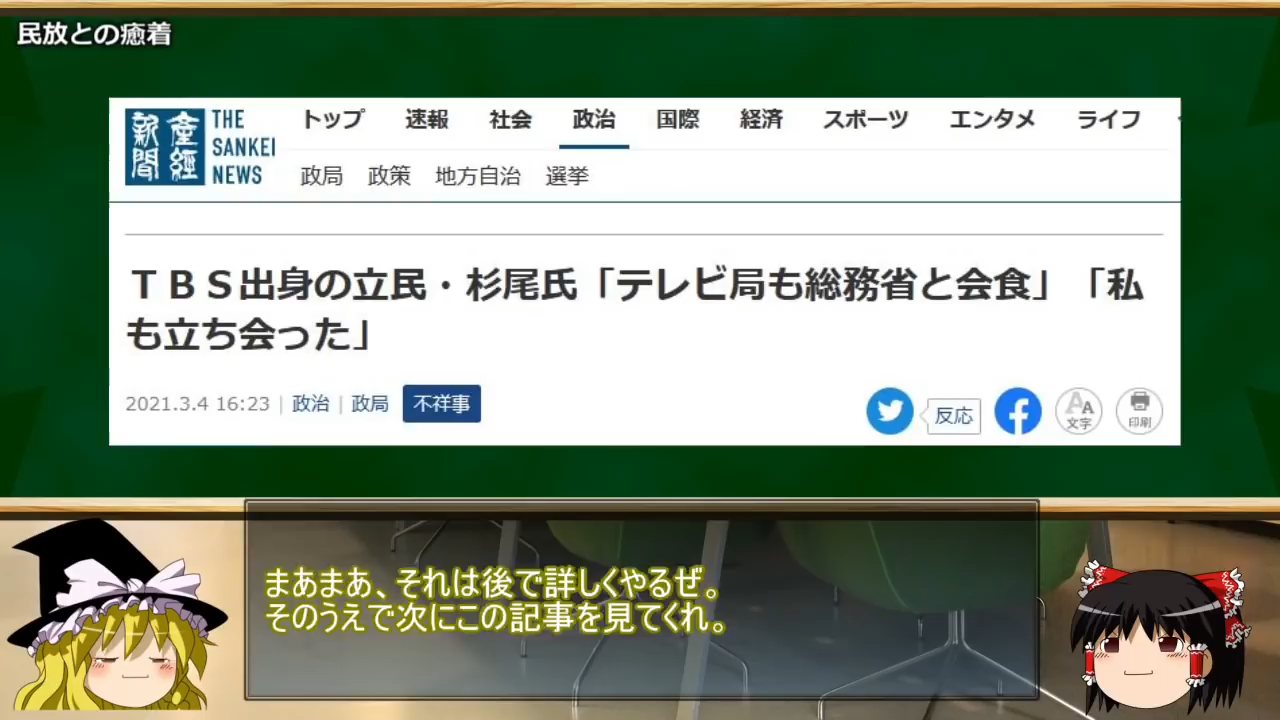 民放との癒着
新聞 産經
THE
SANKEI
NEWS
トップ 速報 社会 政治 国際 経済 スポーツ エンタメ ライフ
政局 政策 地方自治 選挙
ＴＢＳ出身の立民・杉尾氏「テレビ局も総務省と会食」「私
も立ち会った」
2021.3.4 16:23 | 政治 | 政局 不祥事
反応
AA
文字
印刷
まあまあ、それは後で詳しくやるぜ。
そのうえで次にこの記事を見てくれ。